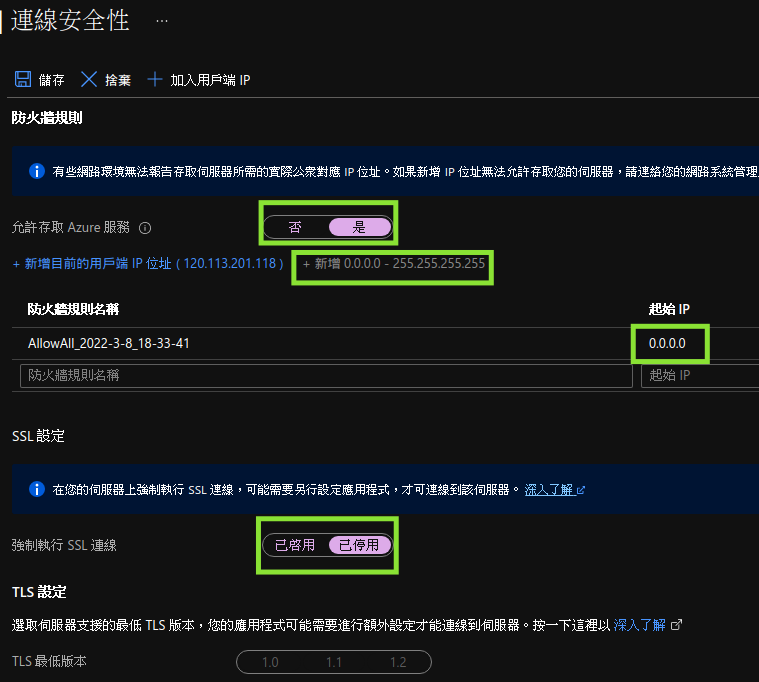 連線安全性 ...
儲存 捨棄 加入用戶端 IP
防火牆規則
有些網路環境無法報告存取伺服器所需的實際公眾對應 IP 位址。如果新增 IP 位址無法允許存取您的伺服器，請連絡您的網路系統管理
允許存取 Azure 服務 否 是
+ 新增目前的用戶端 IP 位址 ( 120.113.201.118 ) + 新增 0.0.0.0 - 255.255.255.255
防火牆規則名稱 起始 IP
AllowAll_2022-3-8_18-33-41 0.0.0.0
防火牆規則名稱 起始 IP
SSL 設定
在您的伺服器上強制執行 SSL 連線，可能需要另行設定應用程式，才可連線到該伺服器。 深入了解
強制執行 SSL 連線 已啓用 已停用
TLS 設定
選取伺服器支援的最低 TLS 版本，您的應用程式可能需要進行額外設定才能連線到伺服器。按一下這裡以 深入了解
TLS 最低版本 1.0 1.1 1.2